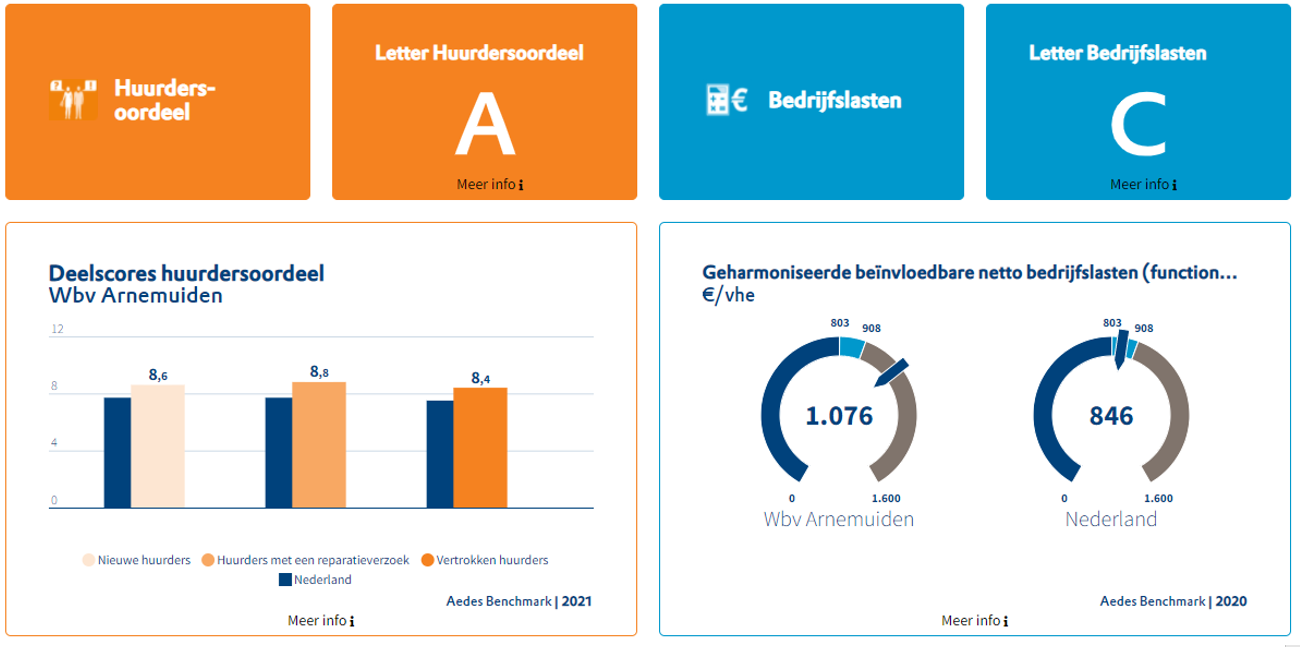 Huurders-
oordeel
Letter Huurdersoordeel
A
Meer info
Bedrijfslasten
Letter Bedrijfslasten
C
Meer info
Deelscores huurdersoordeel
Wbv Arnemuiden
12
8
4
0
8,6
8,8
8,4
Nieuwe huurders
Huurders met een reparatieverzoek
Vertrokken huurders
Nederland
Aedes Benchmark | 2021
Meer info
Geharmoniseerde beïnvloedbare netto bedrijfslasten (function...
€/vhe
803
908
1.076
0
1.600
Wbv Arnemuiden
803
908
846
0
1.600
Nederland
Aedes Benchmark | 2020
Meer info